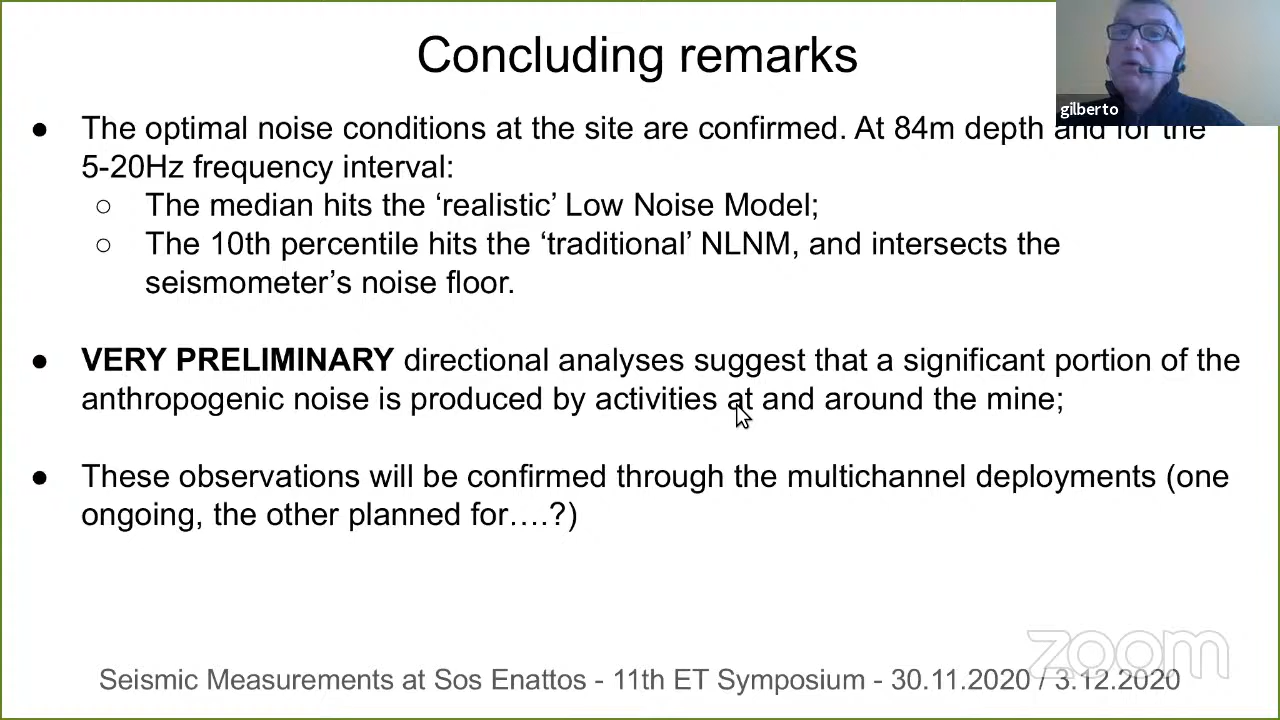 Concluding remarks
gilberto
● The optimal noise conditions at the site are confirmed. At 84m depth and for the
5-20Hz frequency interval:
○ The median hits the ‘realistic’ Low Noise Model;
○ The 10th percentile hits the ‘traditional’ NLNM, and intersects the
seismometer’s noise floor.
● VERY PRELIMINARY directional analyses suggest that a significant portion of the
anthropogenic noise is produced by activities at and around the mine;
● These observations will be confirmed through the multichannel deployments (one
ongoing, the other planned for….?)
zoom
Seismic Measurements at Sos Enattos - 11th ET Symposium - 30.11.2020 / 3.12.2020